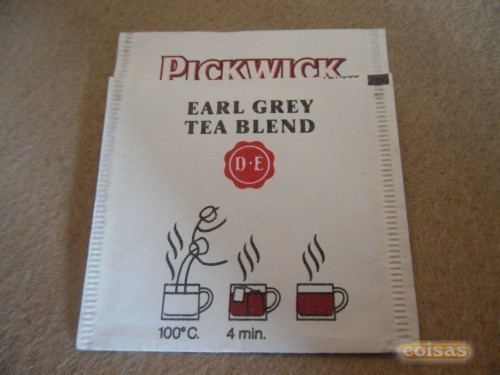 PICKWICK
EARL GREY
TEA BLEND
D·E
100°C. 4 min.
coisas